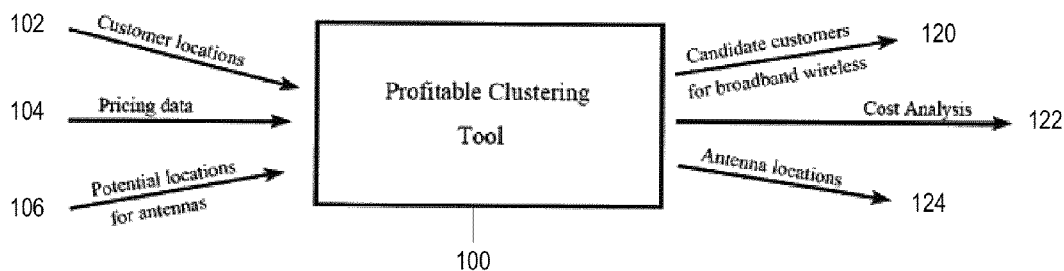 102
Customer locations
104
Pricing data
106
Potential locations
for antennas
Profitable Clustering
Tool
100
Candidate customers
for broadband wireless
120
Cost Analysis
122
Antenna locations
124